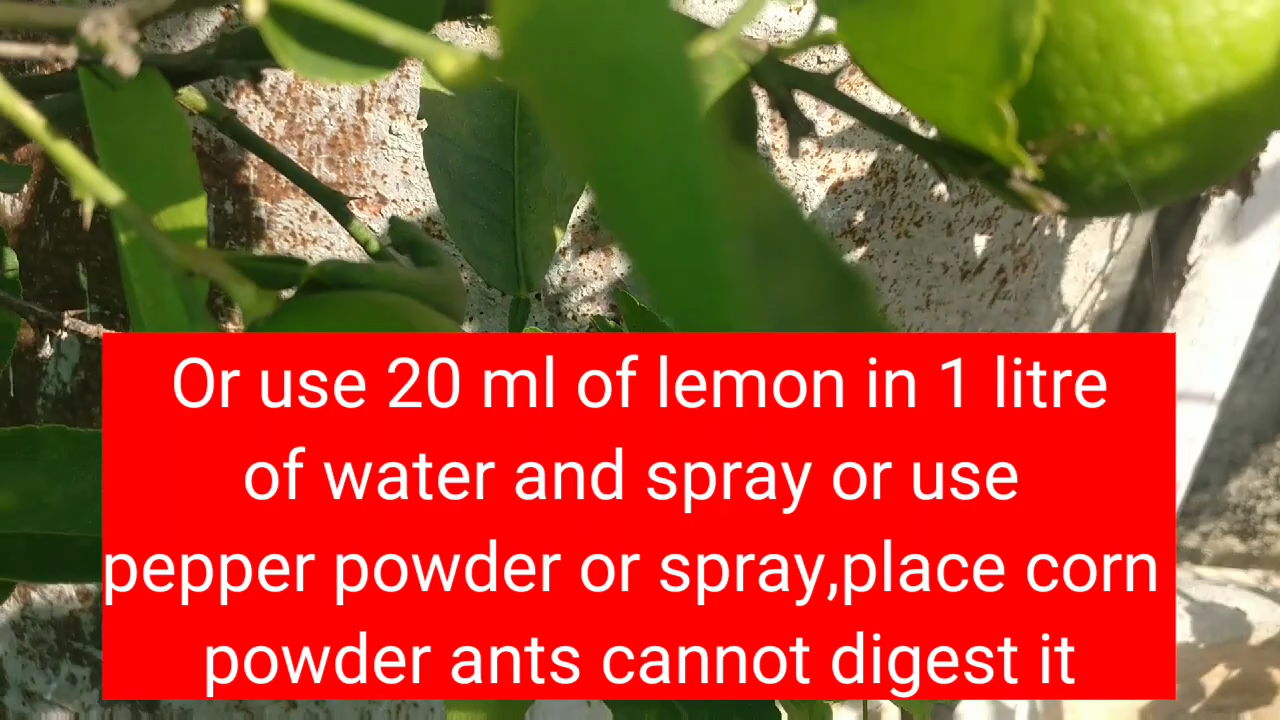 Or use 20 ml of lemon in 1 litre
of water and spray or use
pepper powder or spray,place corn
powder ants cannot digest it